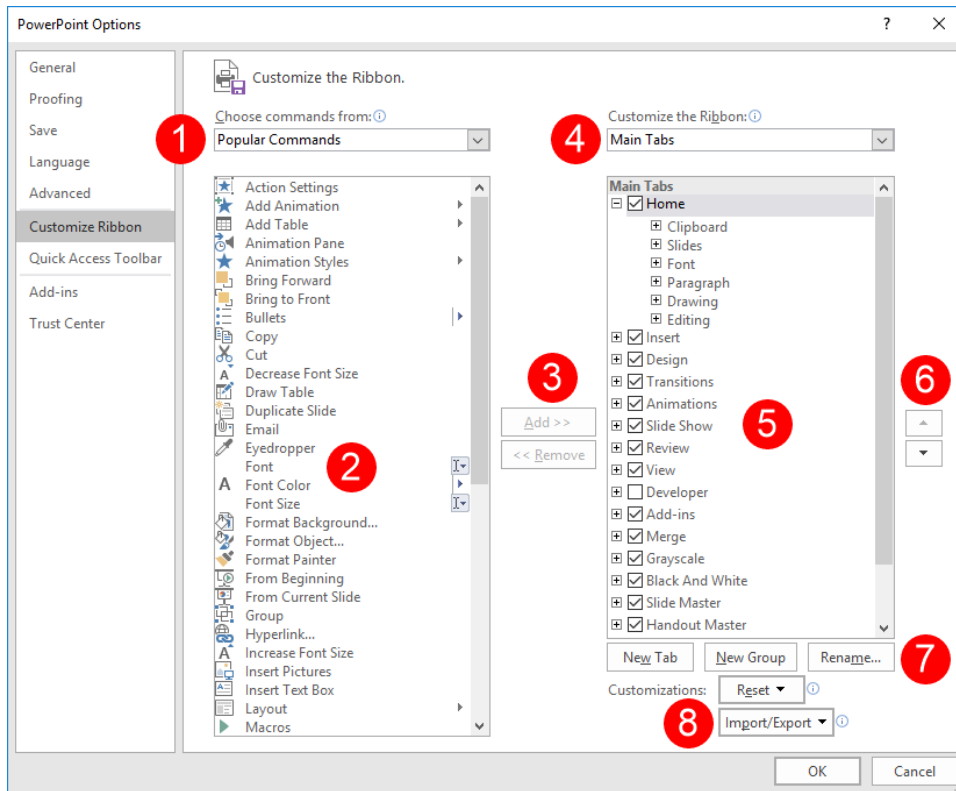 PowerPoint Options
?
General
Proofing
Save
Language
Advanced
Customize Ribbon
Quick Access Toolbar
Add-ins
Trust Center
Customize the Ribbon.
1
Choose commands from:
Popular Commands
Action Settings
Add Animation
Add Table
Animation Pane
Animation Styles
Bring Forward
Bring to Front
Bullets
Copy
Cut
Decrease Font Size
Draw Table
Duplicate Slide
Email
Eyedropper
Font
2
Font Color
Font Size
Format Background...
Format Object...
Format Painter
From Beginning
From Current Slide
Group
Hyperlink...
Increase Font Size
Insert Pictures
Insert Text Box
Layout
Macros
3
Add >>
<< Remove
4
Customize the Ribbon:
Main Tabs
Main Tabs
Home
Clipboard
Slides
Font
Paragraph
Drawing
Editing
Insert
Design
Transitions
Animations
Slide Show
5
Review
View
Developer
Add-ins
Merge
Grayscale
Black And White
Slide Master
Handout Master
6
New Tab New Group Rename...
7
Customizations: Reset
8
Import/Export
OK Cancel